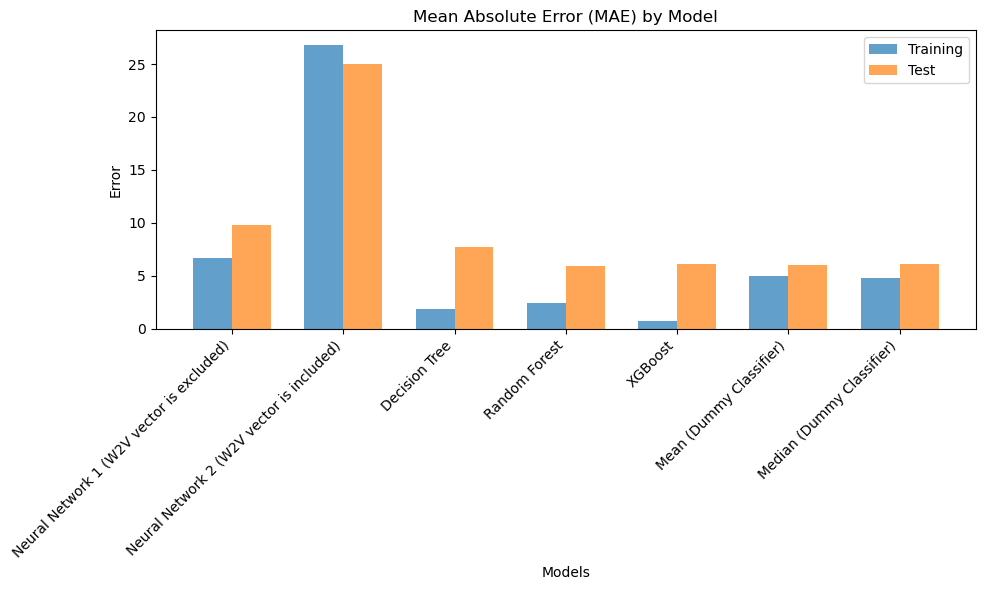 Mean Absolute Error (MAE) by Model
Training
Test
Error
25
20
15
10
5
0
Neural Network 1 (W2V vector is excluded)
Neural Network 2 (W2V vector is included)
Decision Tree
Random Forest
XGBoost
Mean (Dummy Classifier)
Median (Dummy Classifier)
Models